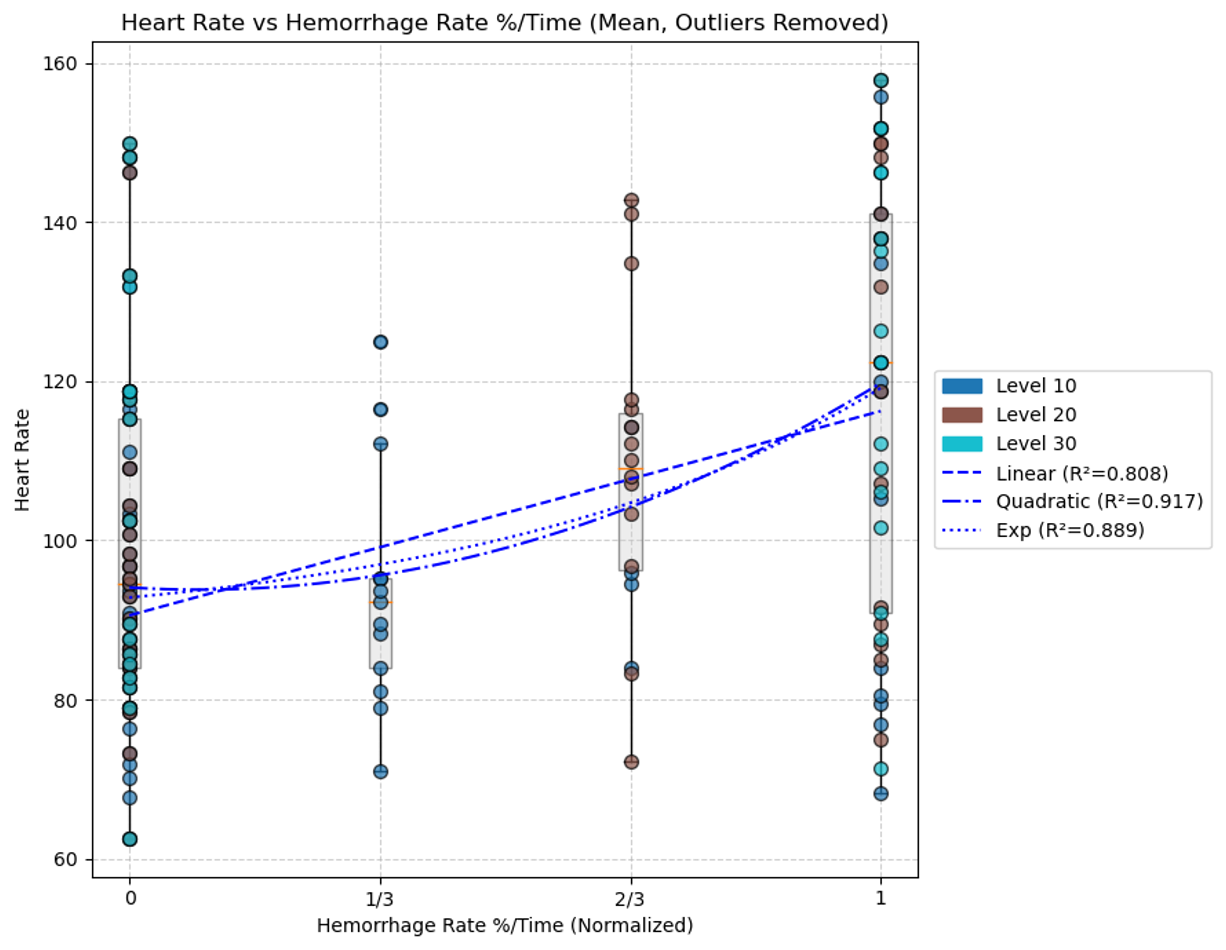 Heart Rate vs Hemorrhage Rate %/Time (Mean, Outliers Removed)
160
140
120
100
80
60
Heart Rate
0
1/3
2/3
1
Hemorrhage Rate %/Time (Normalized)
Level 10
Level 20
Level 30
Linear (R²=0.808)
Quadratic (R²=0.917)
Exp (R²=0.889)